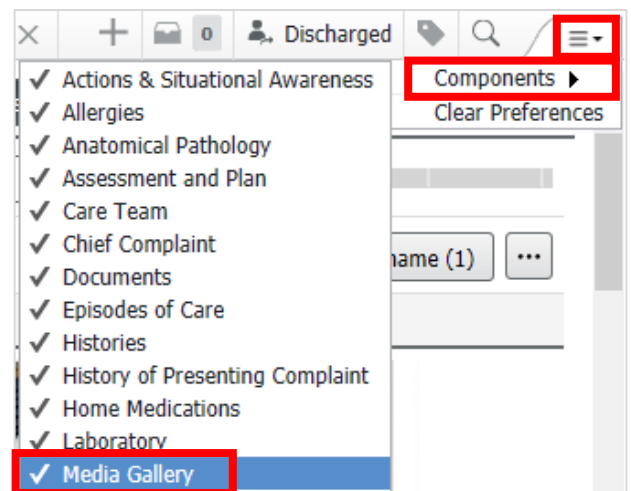 0 Discharged
Components
Clear Preferences
Actions & Situational Awareness
Allergies
Anatomical Pathology
Assessment and Plan
Care Team
Chief Complaint
Documents
Episodes of Care
Histories
History of Presenting Complaint
Home Medications
Laboratory
Media Gallery
(1)